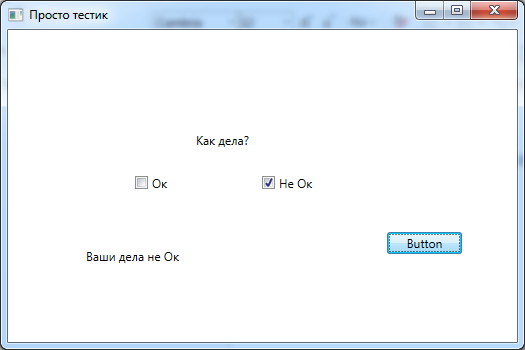 Просто тестик
Как дела?
Ок
Не Ок
Button
Ваши дела не Ок